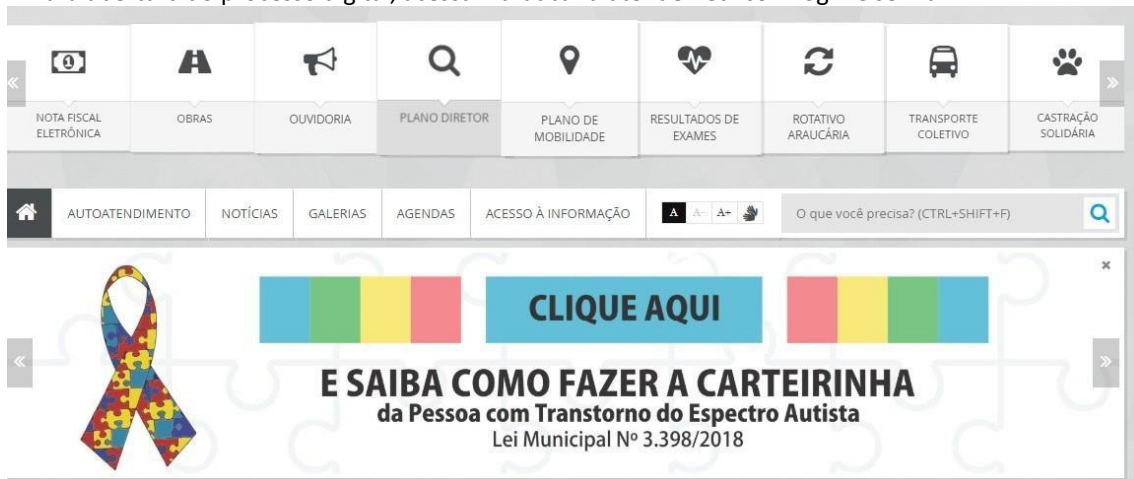 NOTA FISCAL ELETRÔNICA
OBRAS
OUVIDORIA
PLANO DIRETOR
PLANO DE MOBILIDADE
RESULTADOS DE EXAMES
ROTATIVO ARAUCÁRIA
TRANSPORTE COLETIVO
CASTRAÇÃO SOLIDÁRIA
AUTOATENDIMENTO NOTÍCIAS GALERIAS AGENDAS ACESSO À INFORMAÇÃO A A- A+ O que você precisa? (CTRL+SHIFT+F)
CLIQUE AQUI
E SAIBA COMO FAZER A CARTEIRINHA
da Pessoa com Transtorno do Espectro Autista
Lei Municipal Nº 3.398/2018